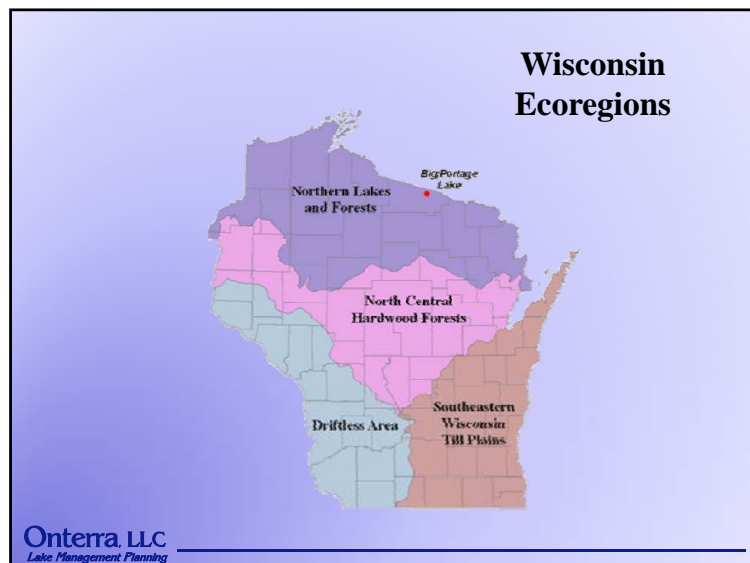 Wisconsin
Ecoregions
Big Portage
Lake
Northern Lakes
and Forests
North Central
Hardwood Forests
Southeastern
Wisconsin
Till Plains
Driftless Area
Onterra, LLC
Lake Management Planning